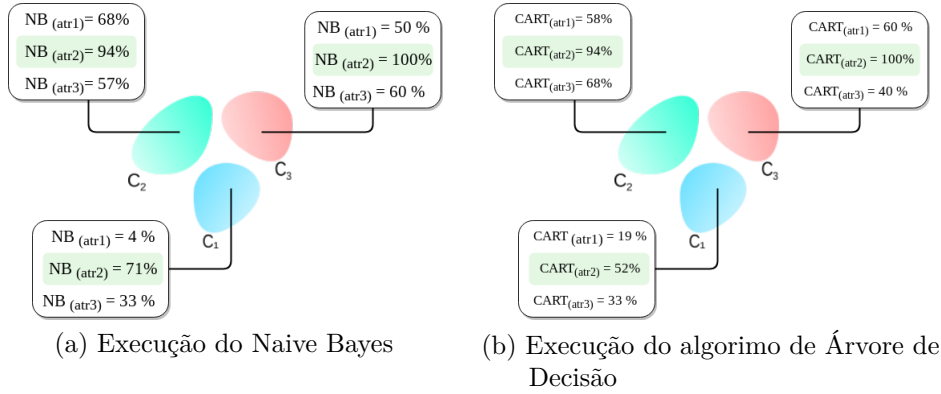 NB (atr1)= 68%
NB (atr2)= 94%
NB (atr3)= 57%
NB (atr1) = 50 %
NB (atr2) = 100%
NB (atr3) = 60 %
C2
C3
C1
NB (atr1) = 4 %
NB (atr2) = 71%
NB (atr3) = 33 %
(a) Execução do Naive Bayes
CART(atr1)= 58%
CART(atr2)= 94%
CART(atr3)= 68%
CART(atr1) = 60 %
CART(atr2) = 100%
CART(atr3) = 40 %
C2
C3
C1
CART (atr1) = 19 %
CART(atr2)= 52%
CART(atr3)= 33 %
(b) Execução do algorimo de Árvore de
Decisão